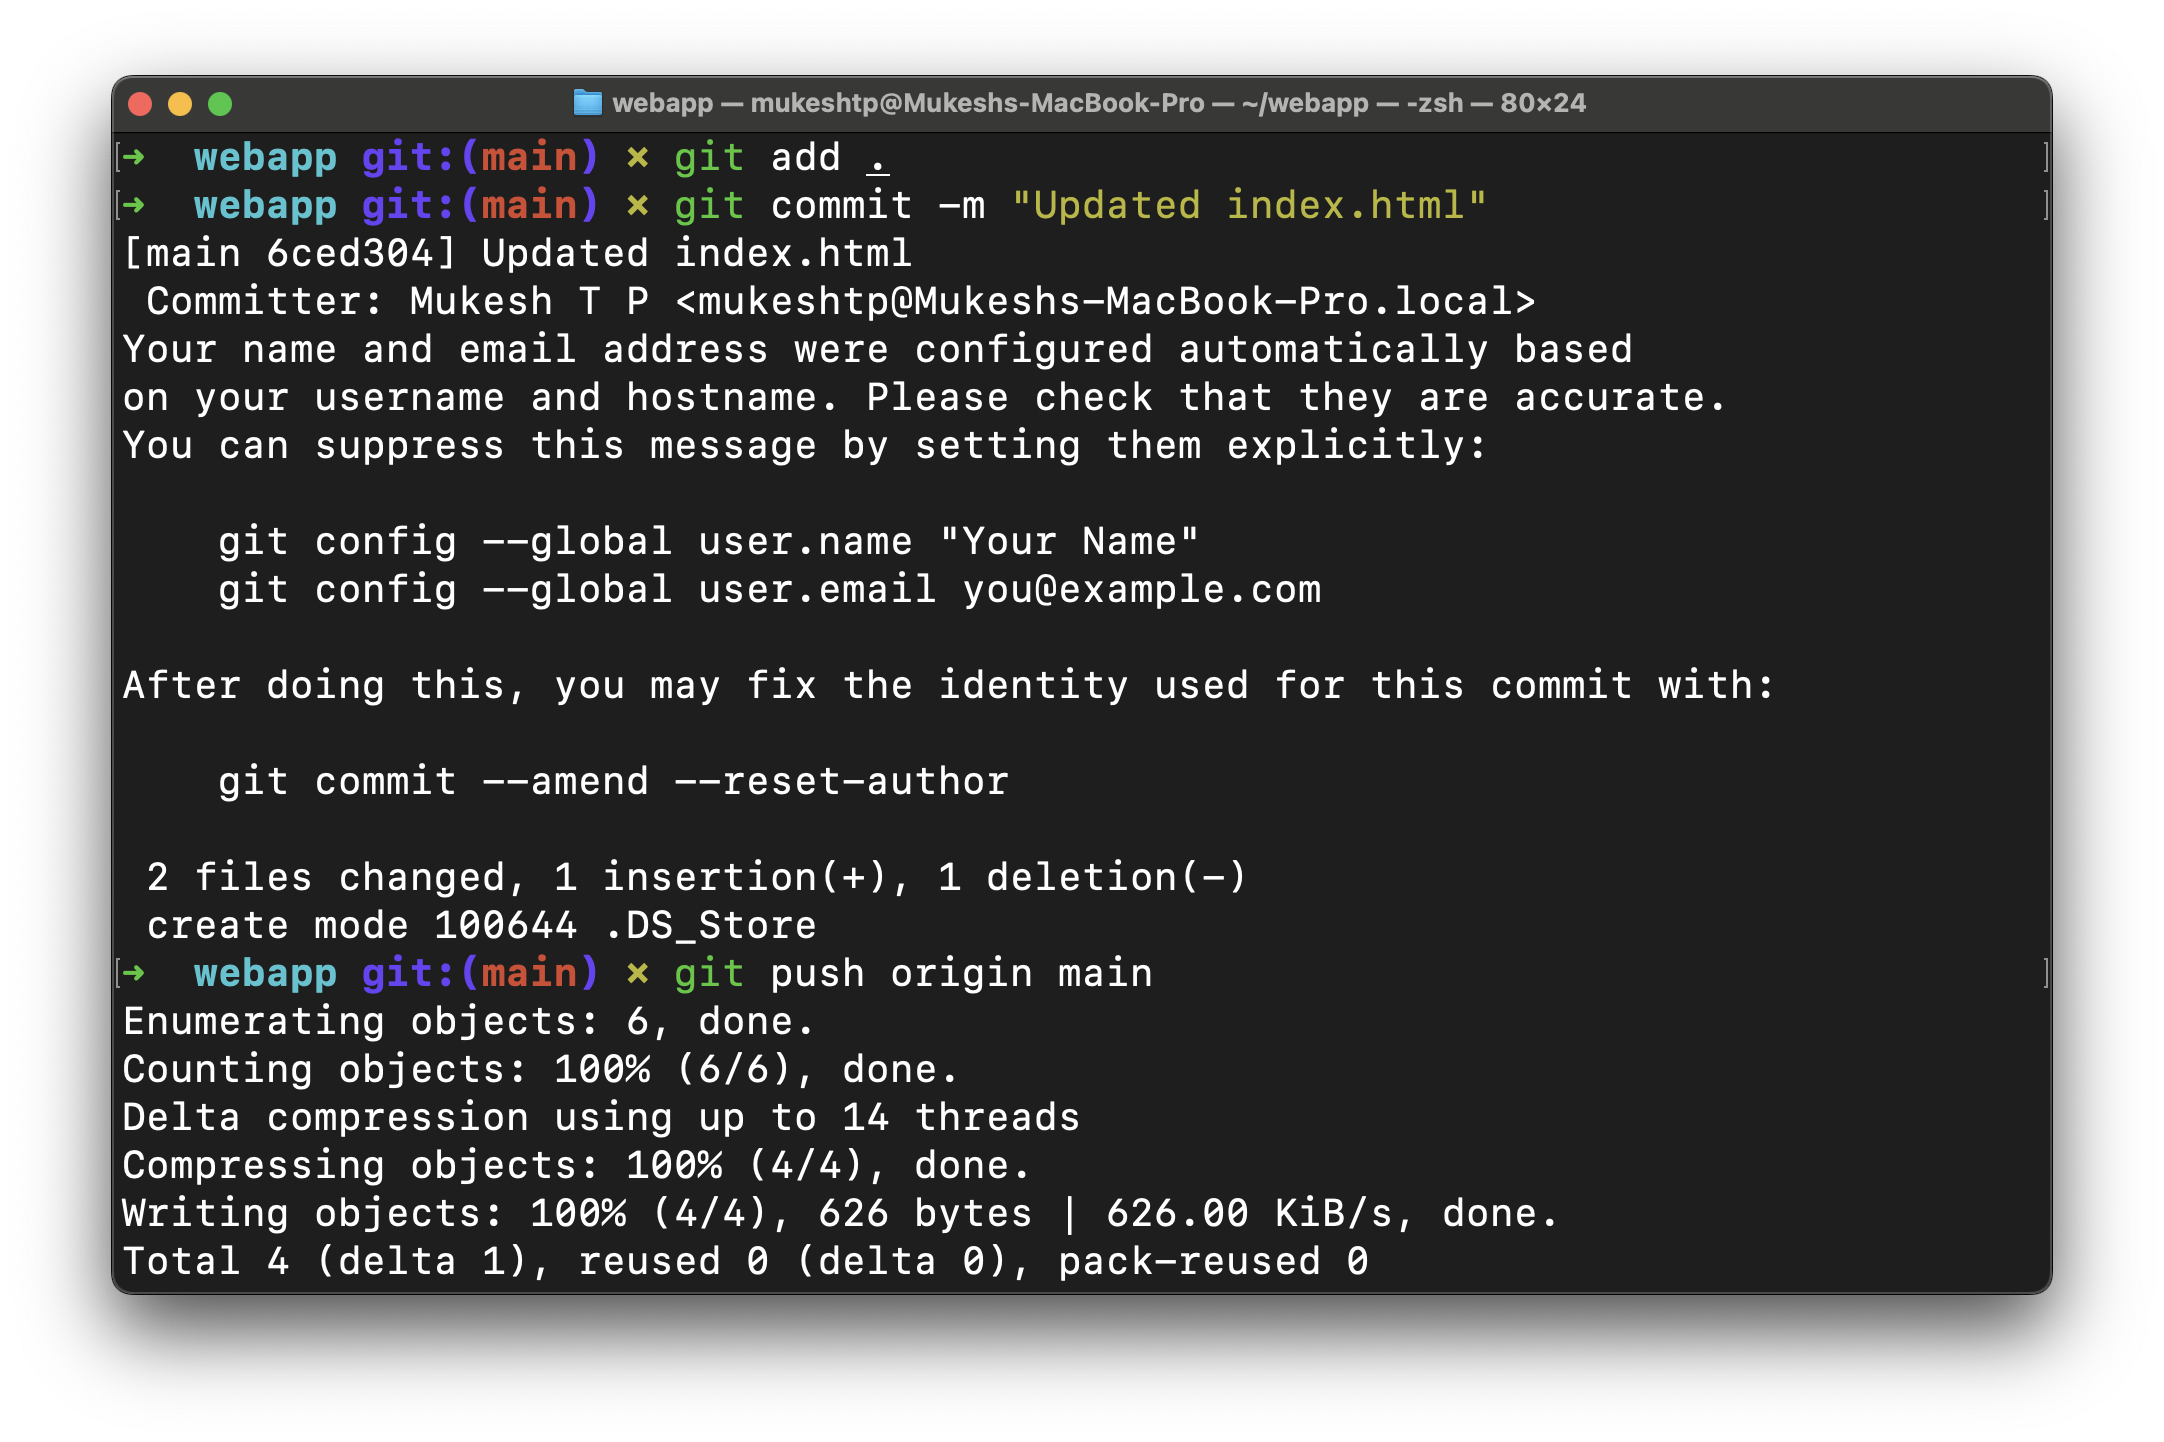 webapp — mukeshtp@Mukeshs-MacBook-Pro — ~/webapp — -zsh — 80×24
[➜  webapp git:(main) × git add .]
[➜  webapp git:(main) × git commit -m "Updated index.html"]
[main 6ced304] Updated index.html
 Committer: Mukesh T P <mukeshtp@Mukeshs-MacBook-Pro.local>
Your name and email address were configured automatically based
on your username and hostname. Please check that they are accurate.
You can suppress this message by setting them explicitly:

    git config --global user.name "Your Name"
    git config --global user.email you@example.com

After doing this, you may fix the identity used for this commit with:

    git commit --amend --reset-author

 2 files changed, 1 insertion(+), 1 deletion(-)
 create mode 100644 .DS_Store
[➜  webapp git:(main) × git push origin main]
Enumerating objects: 6, done.
Counting objects: 100% (6/6), done.
Delta compression using up to 14 threads
Compressing objects: 100% (4/4), done.
Writing objects: 100% (4/4), 626 bytes | 626.00 KiB/s, done.
Total 4 (delta 1), reused 0 (delta 0), pack-reused 0